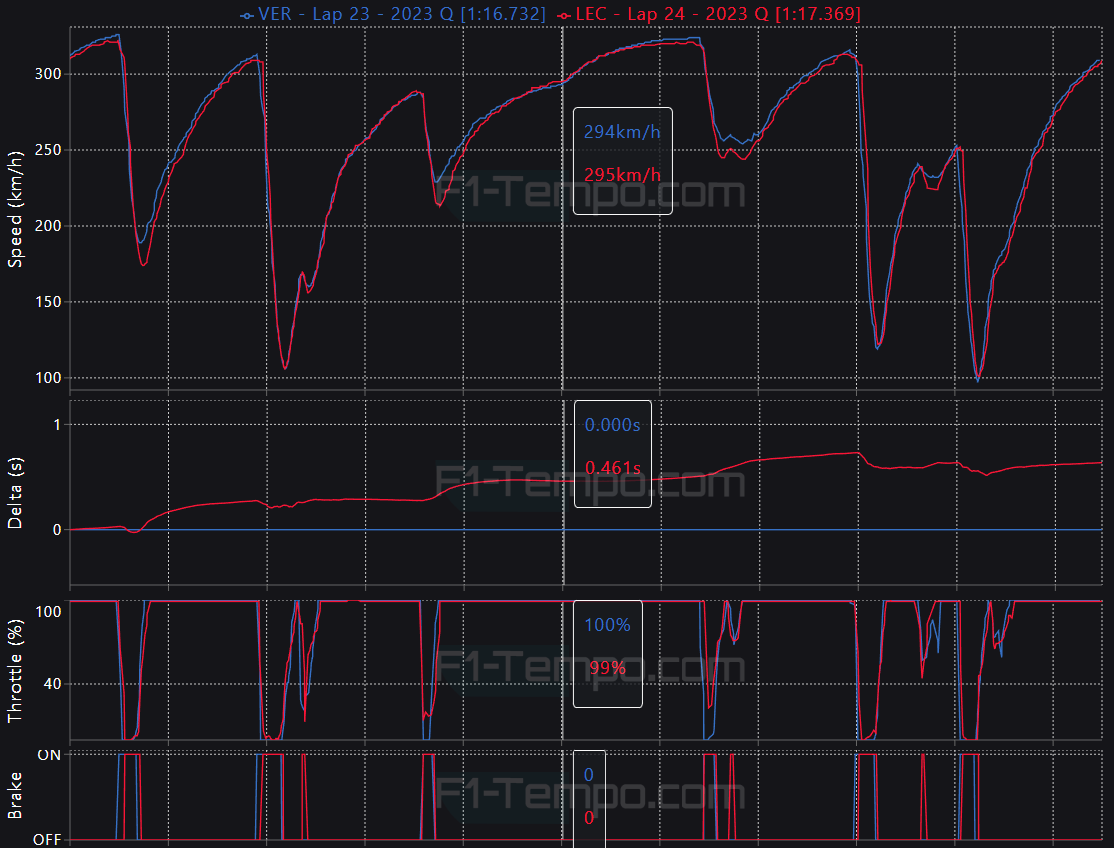 VER - Lap 23 - 2023 Q [1:16.732] LEC - Lap 24 - 2023 Q [1:17.369]
Speed (km/h)
300
250
200
150
100
294km/h
295km/h
F1-Tempo.com
Delta (s)
1
0
0.000s
0.461s
F1-Tempo.com
Throttle (%)
100
40
100%
99%
F1-Tempo.com
Brake
ON
OFF
0
0
F1-Tempo.com